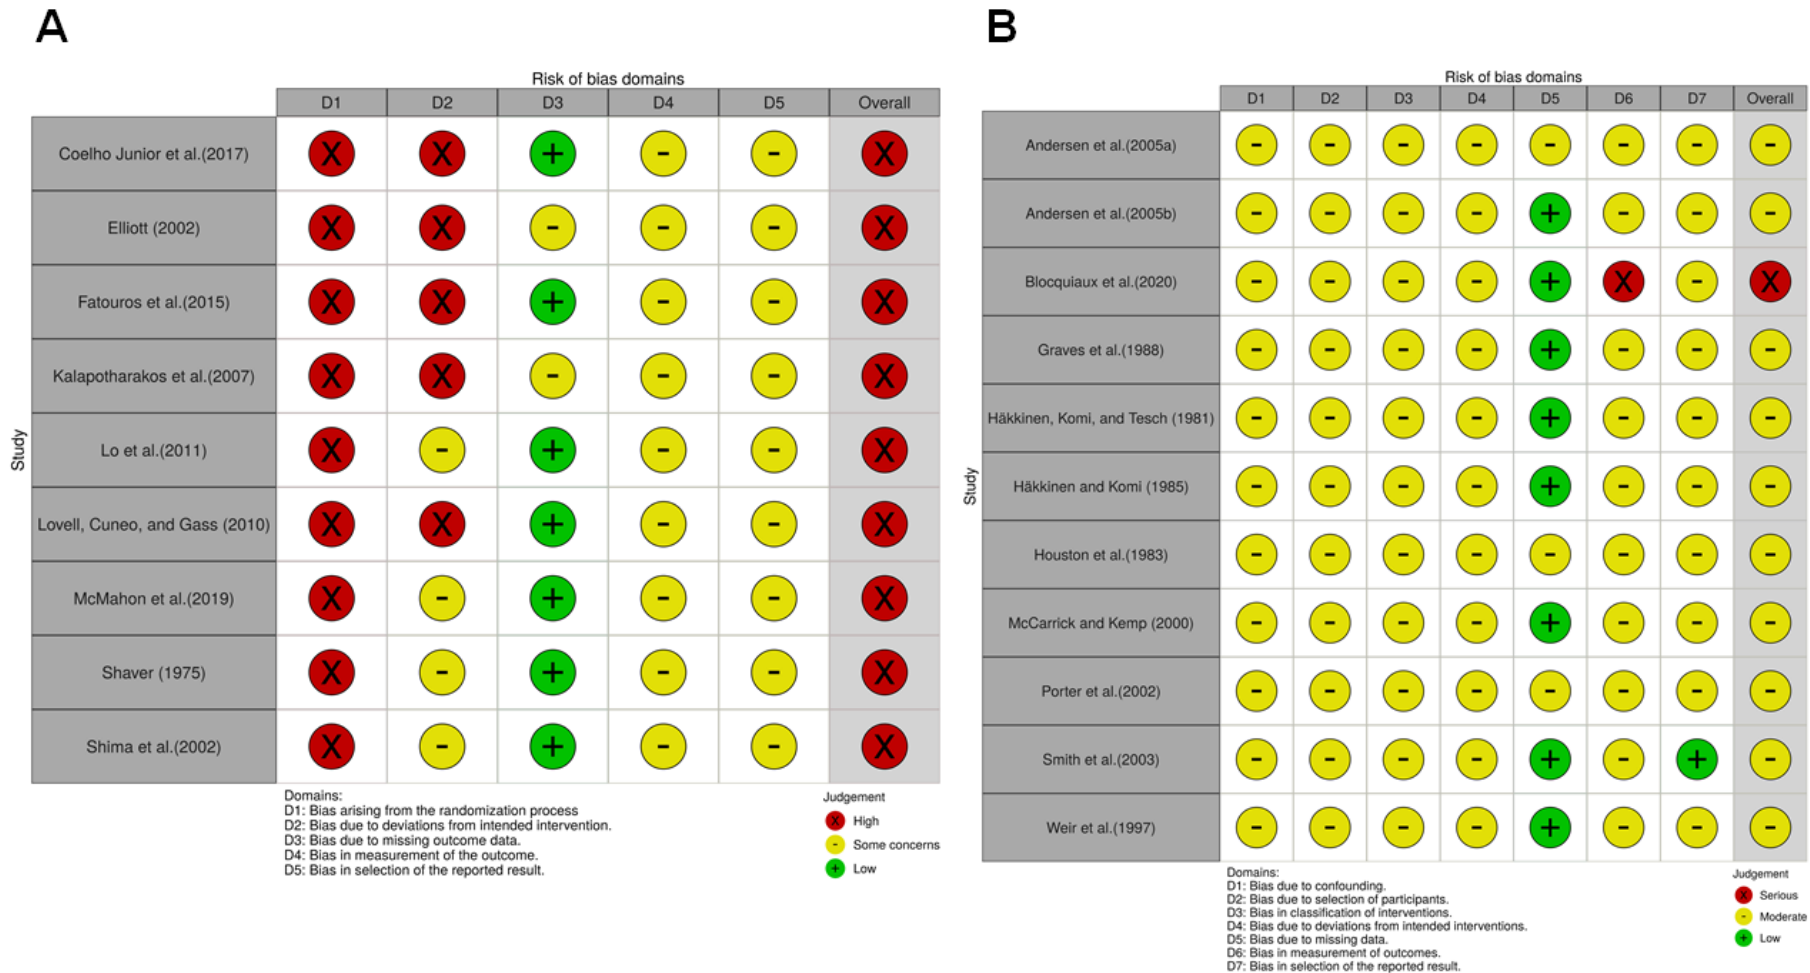 A
Risk of bias domains
D1 D2 D3 D4 D5 Overall
Study
Coelho Junior et al.(2017) X X + - - X
Elliott (2002) X X - - - X
Fatouros et al.(2015) X X + - - X
Kalapotharakos et al.(2007) X X - - - X
Lo et al.(2011) X - + - - X
Lovell, Cuneo, and Gass (2010) X X + - - X
McMahon et al.(2019) X - + - - X
Shaver (1975) X - + - - X
Shima et al.(2002) X - + - - X
Domains:
D1: Bias arising from the randomization process
D2: Bias due to deviations from intended intervention.
D3: Bias due to missing outcome data.
D4: Bias in measurement of the outcome.
D5: Bias in selection of the reported result.
Judgement
X High
- Some concerns
+ Low
B
Risk of bias domains
D1 D2 D3 D4 D5 D6 D7 Overall
Study
Andersen et al.(2005a) - - - - - - - -
Andersen et al.(2005b) - - - - + - - -
Blocquiaux et al.(2020) - - - - + X - X
Graves et al.(1988) - - - - + - - -
Häkkinen, Komi, and Tesch (1981) - - - - + - - -
Häkkinen and Komi (1985) - - - - + - - -
Houston et al.(1983) - - - - - - - -
McCarrick and Kemp (2000) - - - - + - - -
Porter et al.(2002) - - - - - - - -
Smith et al.(2003) - - - - + - + -
Weir et al.(1997) - - - - + - - -
Domains:
D1: Bias due to confounding.
D2: Bias due to selection of participants.
D3: Bias in classification of interventions.
D4: Bias due to deviations from intended interventions.
D5: Bias due to missing data.
D6: Bias in measurement of outcomes.
D7: Bias in selection of the reported result.
Judgement
X Serious
- Moderate
+ Low